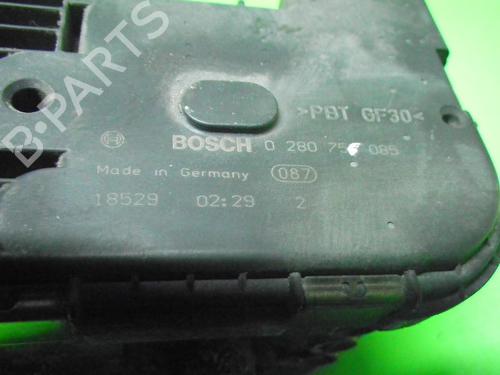 B-PARTS
>PBT GF30<
BOSCH 0 280 75 085
Made in Germany 087
18529 02:29 2